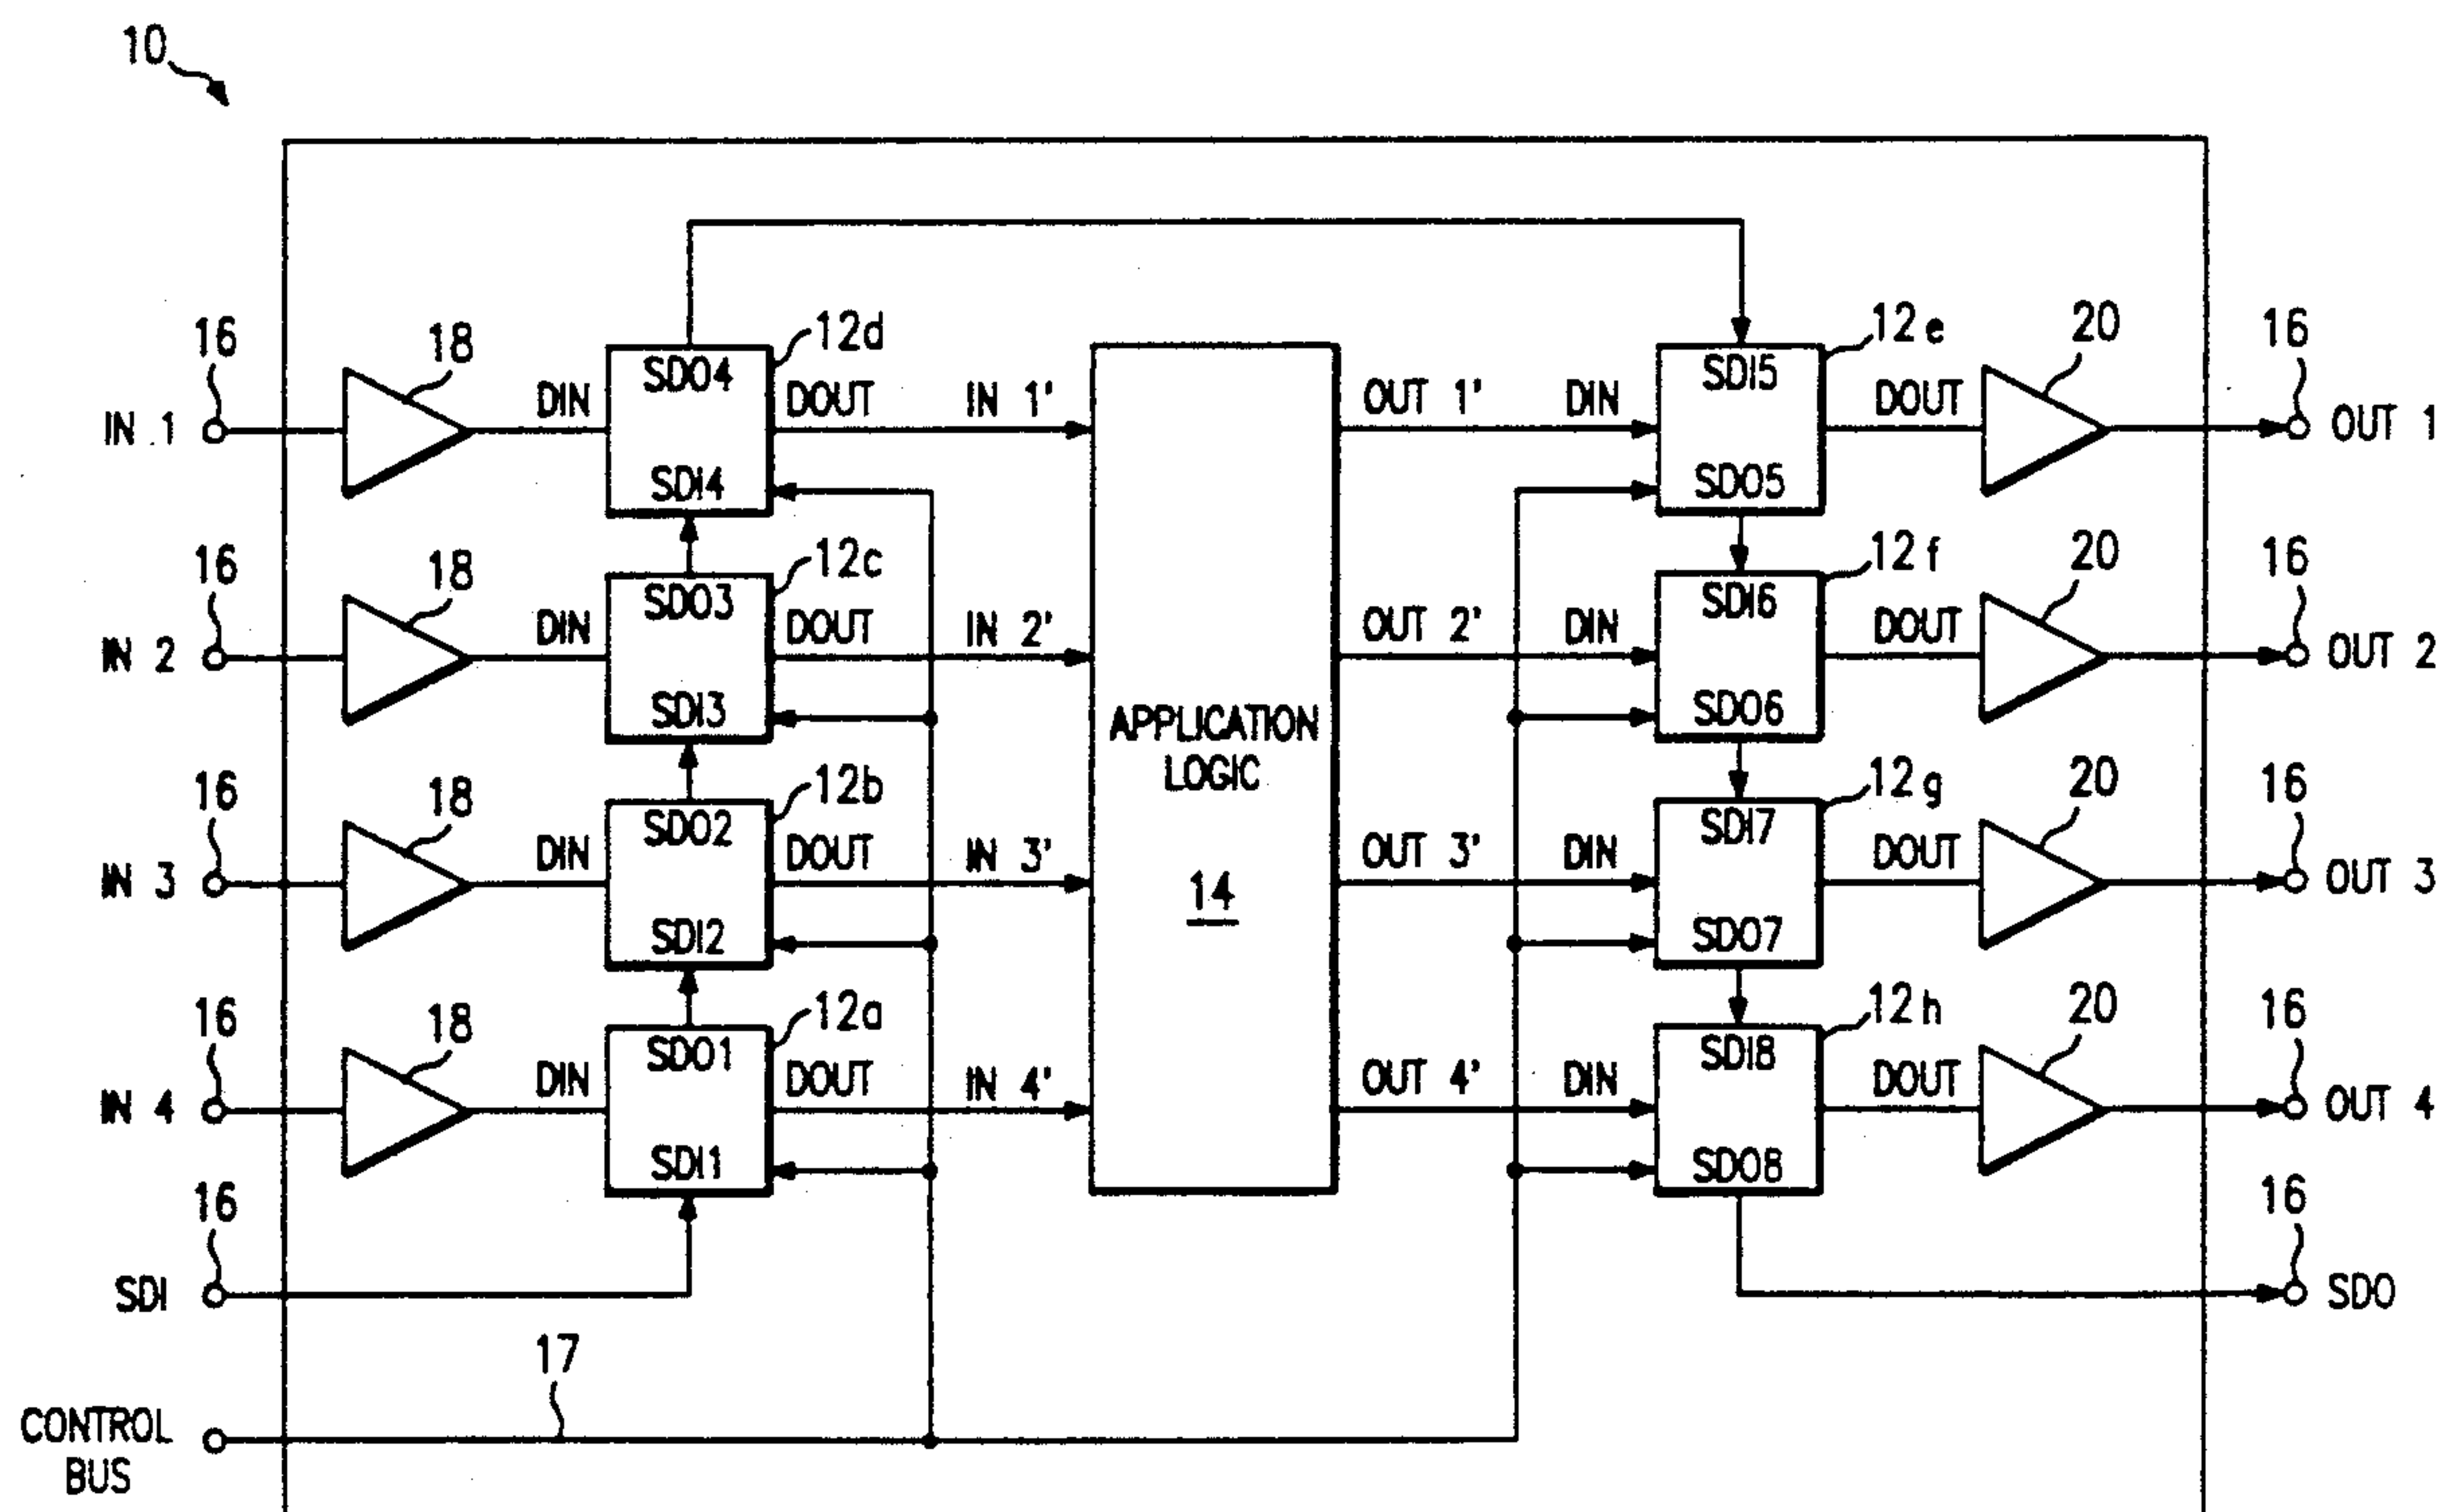 10
16 18 12d 12e 20 16
IN 1 DIN SDO4 DOUT IN 1' OUT 1' DIN SDI5 DOUT OUT 1
SDI4 SDO5
16 18 12c 12f 20 16
IN 2 DIN SDO3 DOUT IN 2' OUT 2' DIN SDI6 DOUT OUT 2
SDI3 SDO6
APPLICATION
LOGIC
14
16 18 12b 12g 20 16
IN 3 DIN SDO2 DOUT IN 3' OUT 3' DIN SDI7 DOUT OUT 3
SDI2 SDO7
16 18 12a 12h 20 16
IN 4 DIN SDO1 DOUT IN 4' OUT 4' DIN SDI8 DOUT OUT 4
SDI1 SDO8
16 16
SDI SDO
17
CONTROL
BUS